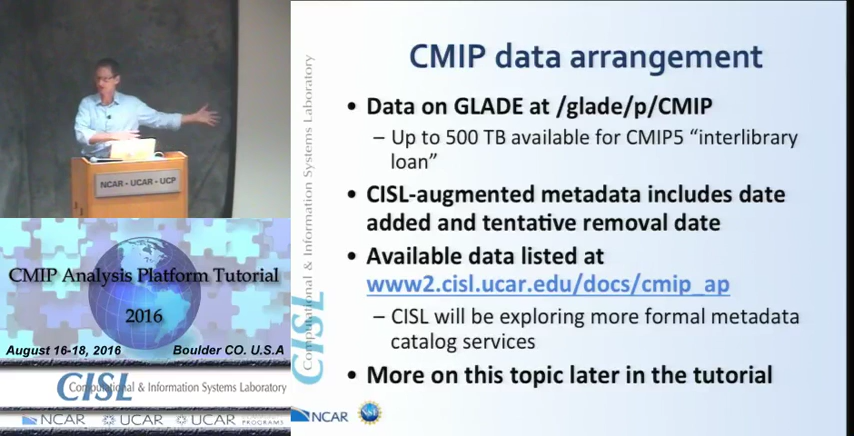 NCAR - UCAR - UCP
CMIP Analysis Platform Tutorial
2016
August 16-18, 2016
Boulder CO. U.S.A
CISL
Computational & Information Systems Laboratory
NCAR
UCAR
UCAR
PROGRAMS
CISL
Computational & Information Systems Laboratory
CMIP data arrangement
• Data on GLADE at /glade/p/CMIP
– Up to 500 TB available for CMIP5 “interlibrary
loan”
• CISL-augmented metadata includes date
added and tentative removal date
• Available data listed at
www2.cisl.ucar.edu/docs/cmip_ap
– CISL will be exploring more formal metadata
catalog services
• More on this topic later in the tutorial
NCAR